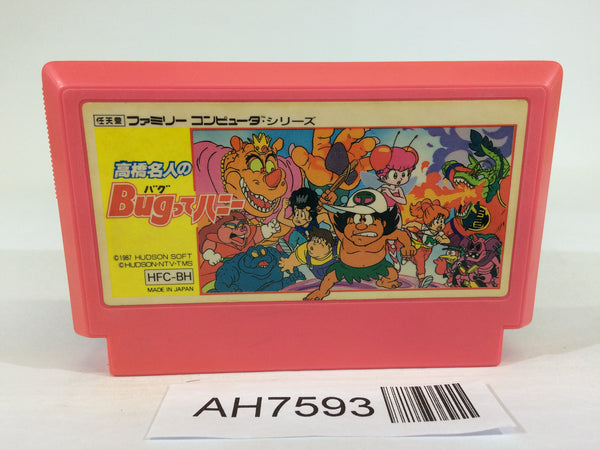 任天堂 ファミリー コンピュータ™シリーズ
高橋名人の
バグ
Bugってハニー
©1987 HUDSON SOFT
©HUDSON・NTV・TMS
HFC-BH
MADE IN JAPAN
AH7593